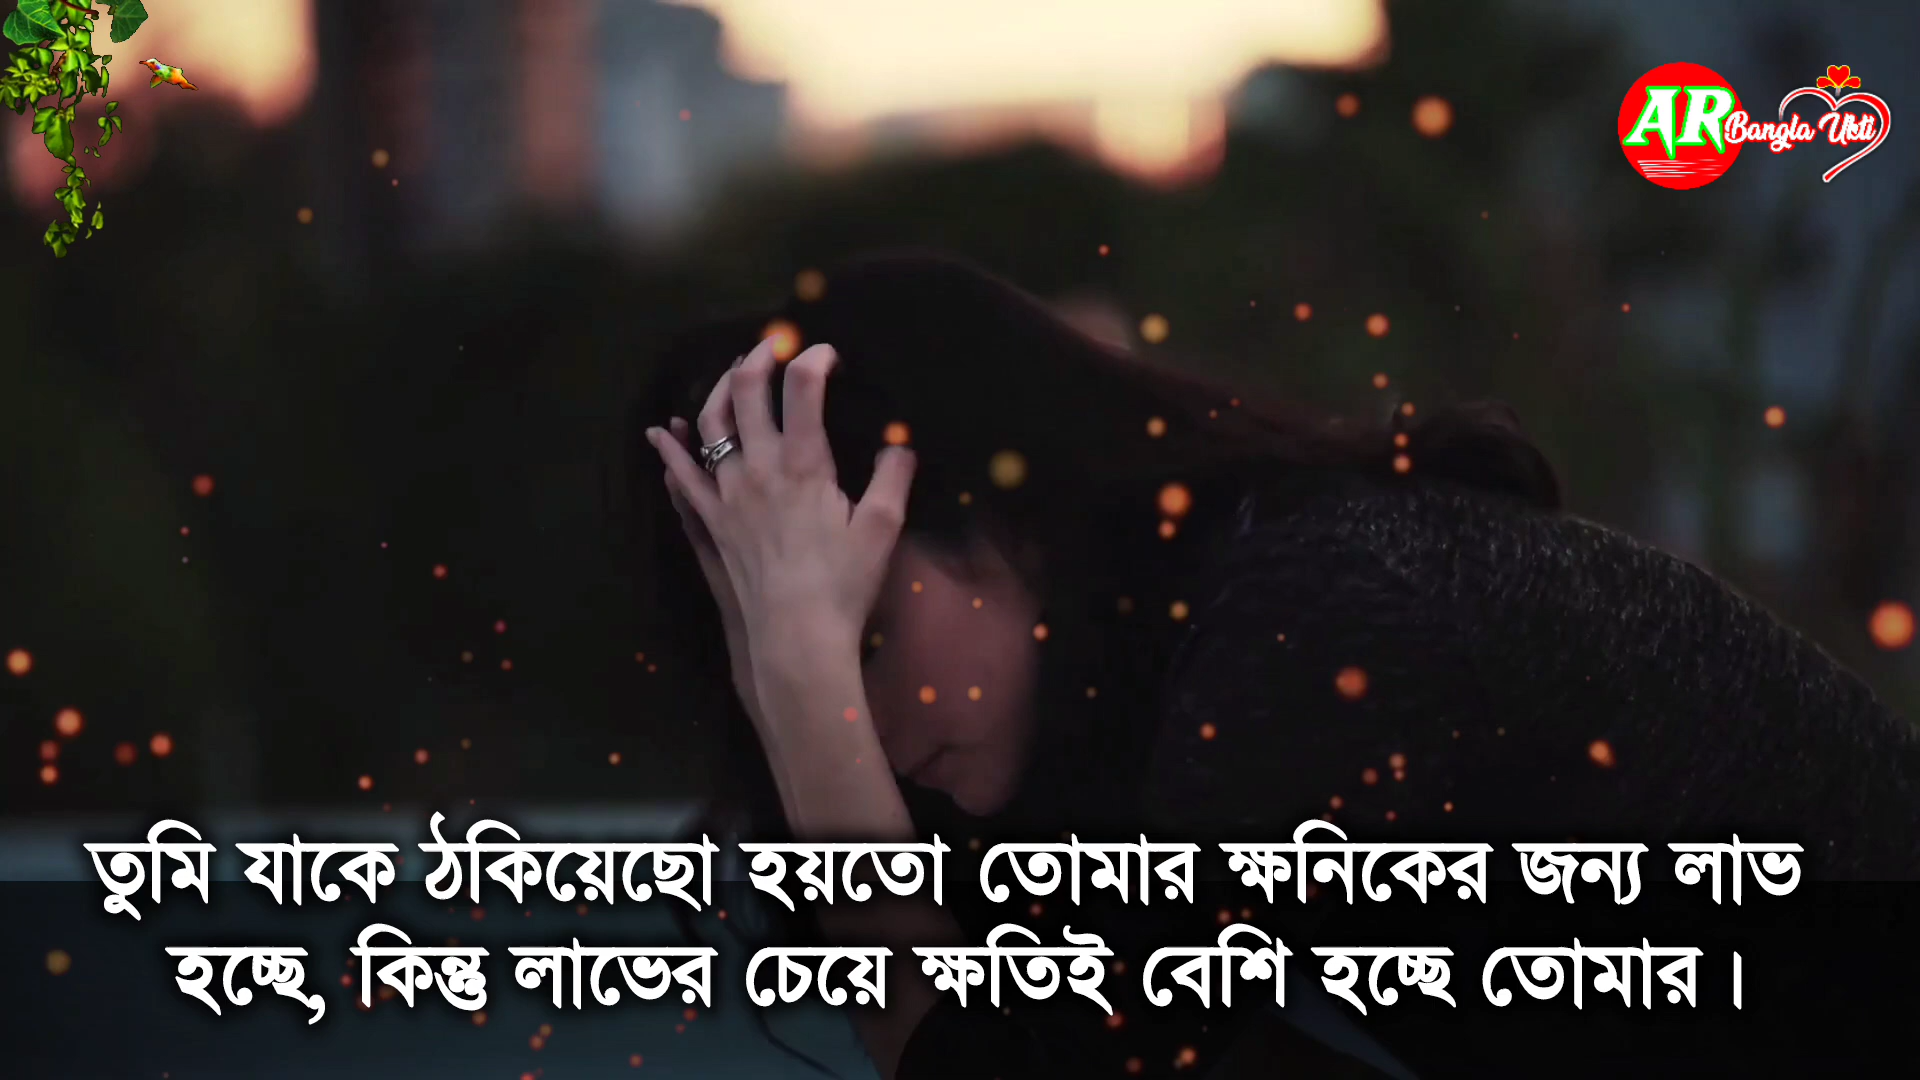 AR Bangla Ukti
তুমি যাকে ঠকিয়েছো হয়তো তোমার ক্ষনিকের জন্য লাভ
হচ্ছে, কিন্তু লাভের চেয়ে ক্ষতিই বেশি হচ্ছে তোমার।